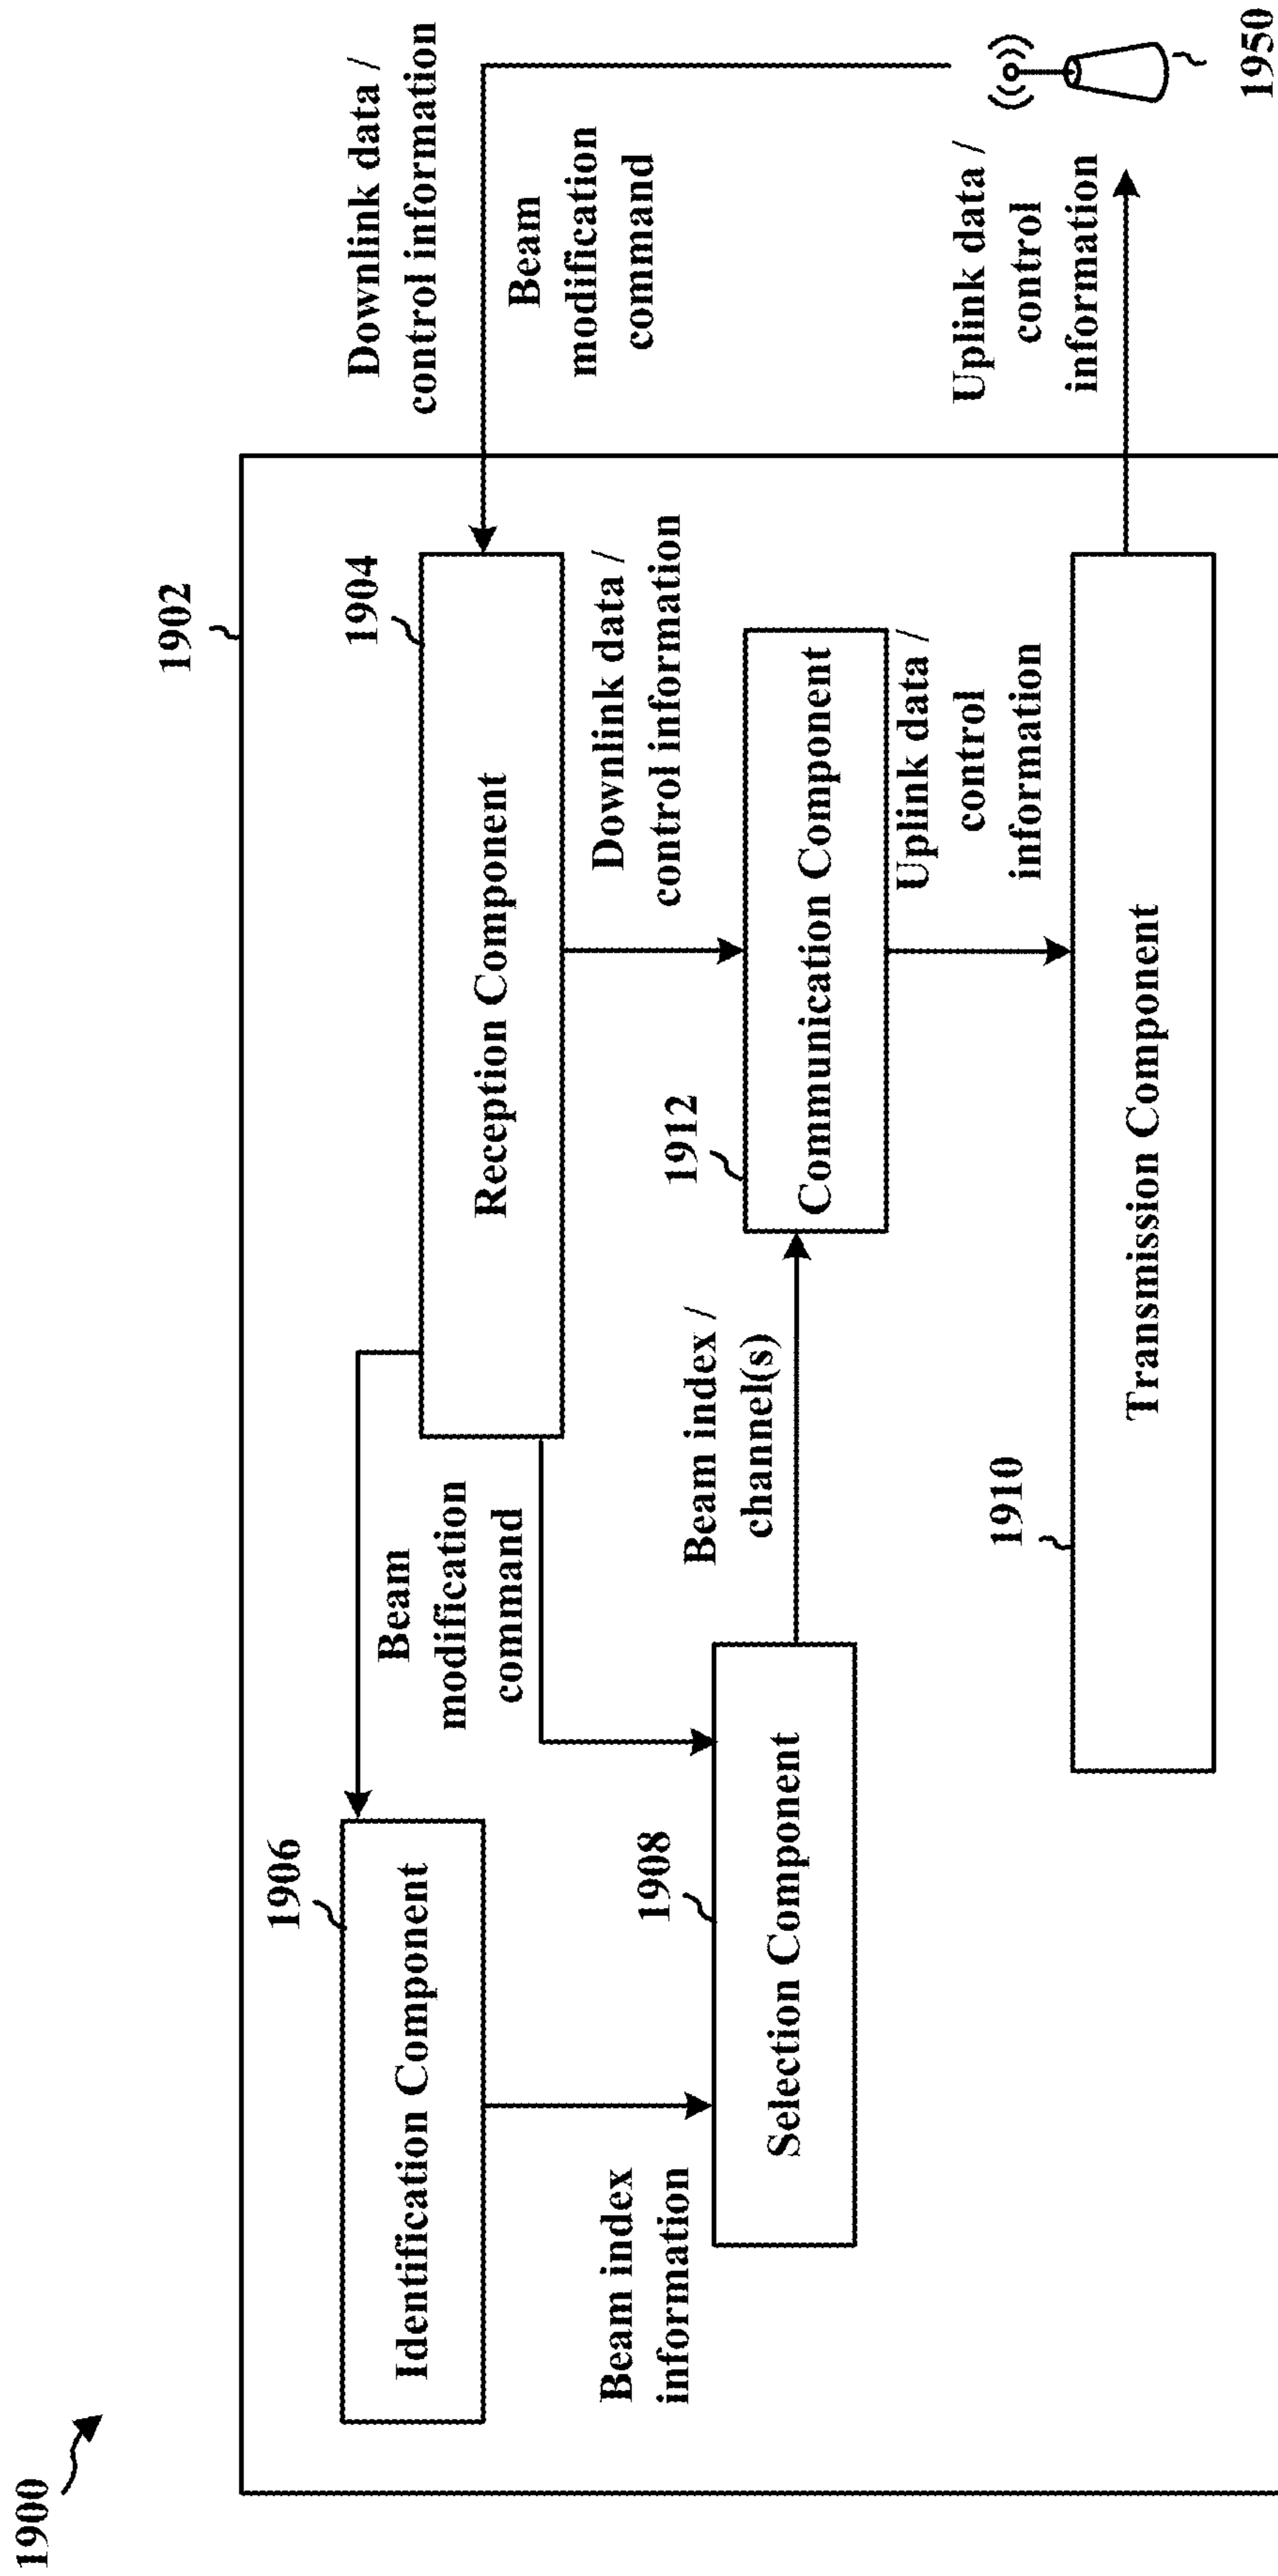 1900
1902
Downlink data /
control information
1904
1906
Identification Component
Reception Component
Beam
modification
command
Beam
modification
command
Downlink data /
control information
Beam index
information
1908
Selection Component
Beam index /
channel(s)
1912
Communication Component
Uplink data /
control
information
Uplink data /
control
information
1910
Transmission Component
1950